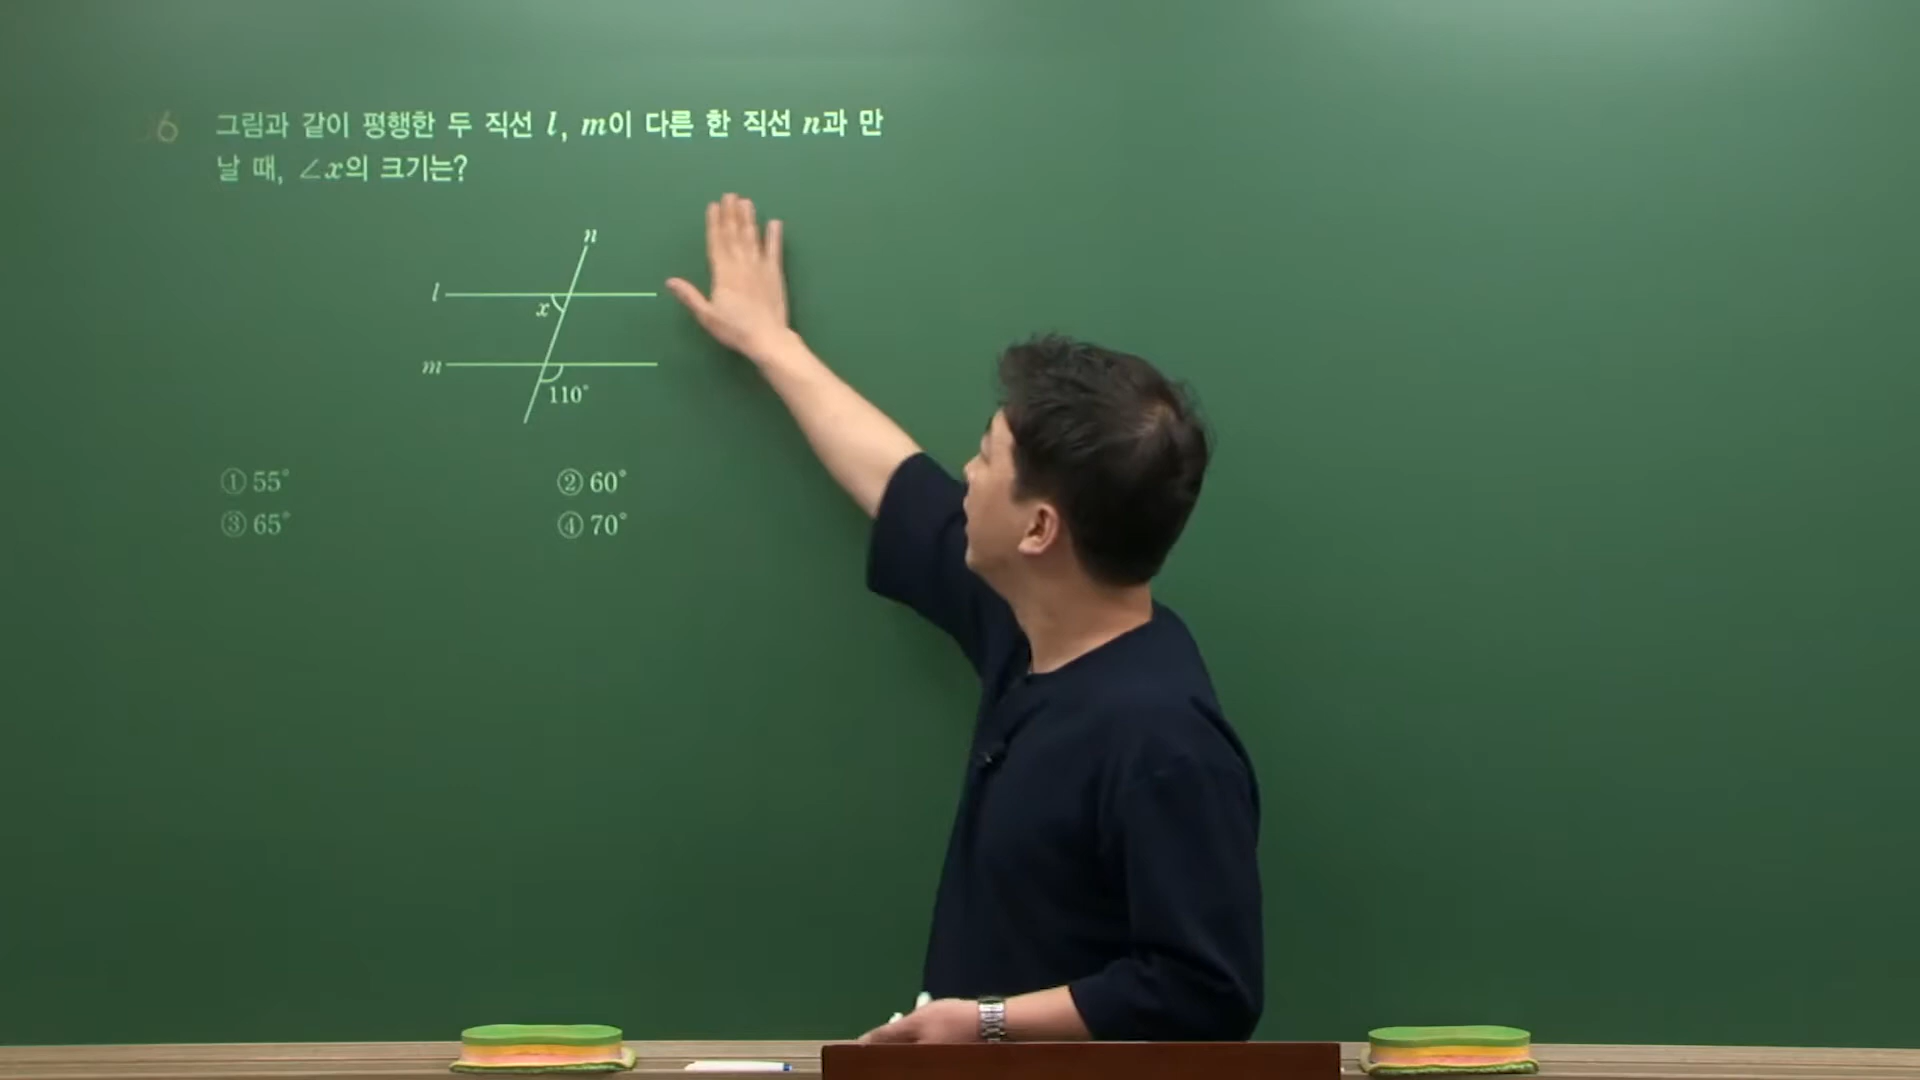 6
그림과 같이 평행한 두 직선 l, m이 다른 한 직선 n과 만
날 때, ∠x의 크기는?
n
l
x
m
110°
① 55°
② 60°
③ 65°
④ 70°